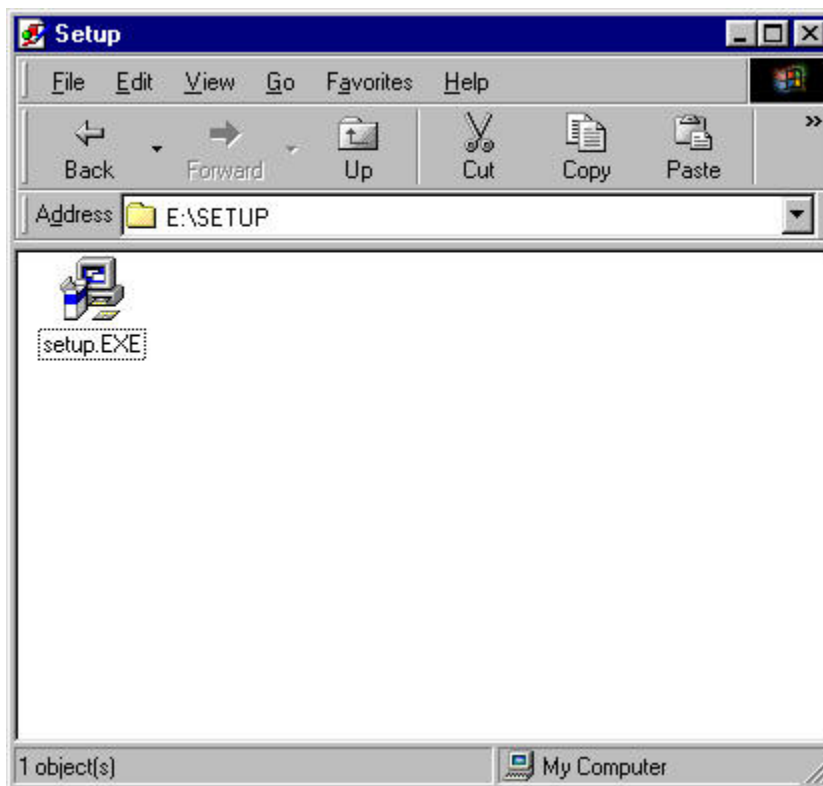 Setup
File Edit View Go Favorites Help
Back Forward Up Cut Copy Paste »
Address E:\SETUP
setup.EXE
1 object(s) My Computer